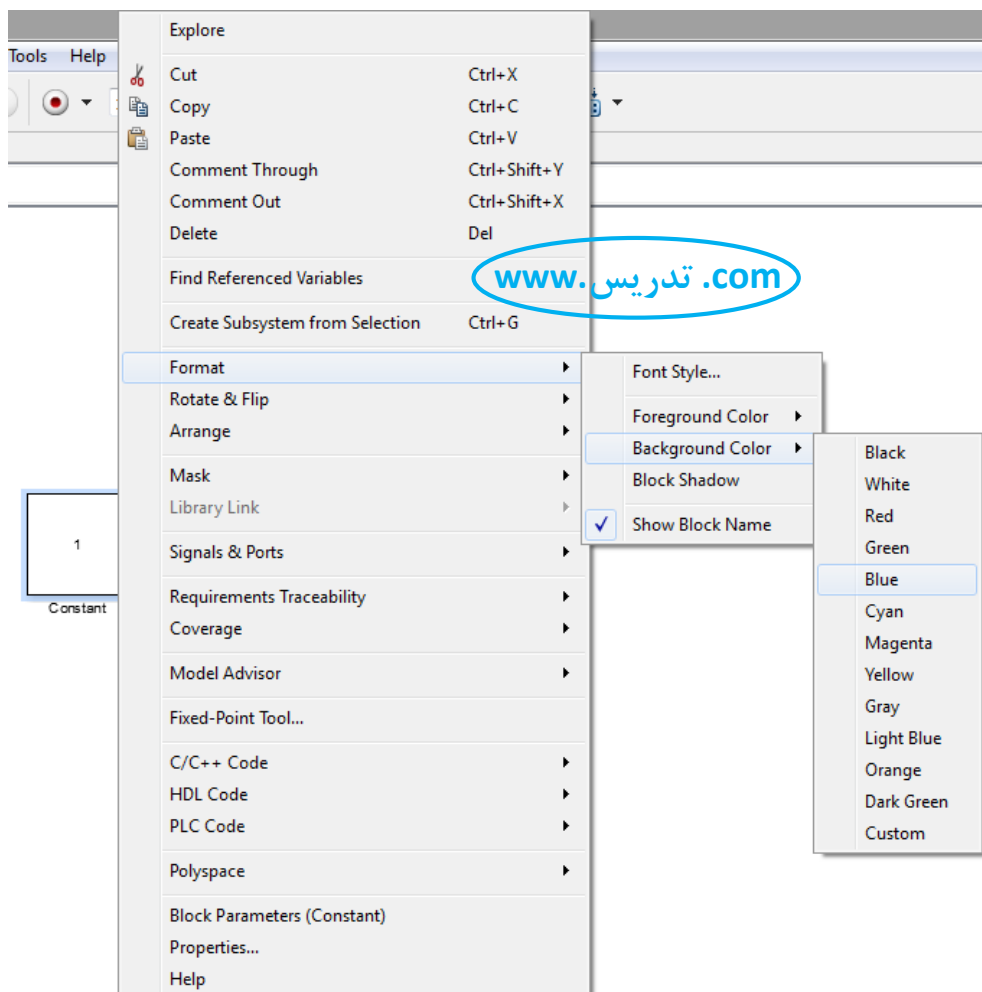 Tools Help
Explore
Cut Ctrl+X
Copy Ctrl+C
Paste Ctrl+V
Comment Through Ctrl+Shift+Y
Comment Out Ctrl+Shift+X
Delete Del
Find Referenced Variables
www.تدریس.com
Create Subsystem from Selection Ctrl+G
Format
Rotate & Flip
Arrange
Mask
Library Link
Signals & Ports
Requirements Traceability
Coverage
Model Advisor
Fixed-Point Tool...
C/C++ Code
HDL Code
PLC Code
Polyspace
Block Parameters (Constant)
Properties...
Help
Font Style...
Foreground Color
Background Color
Block Shadow
Show Block Name
Black
White
Red
Green
Blue
Cyan
Magenta
Yellow
Gray
Light Blue
Orange
Dark Green
Custom
1
Constant